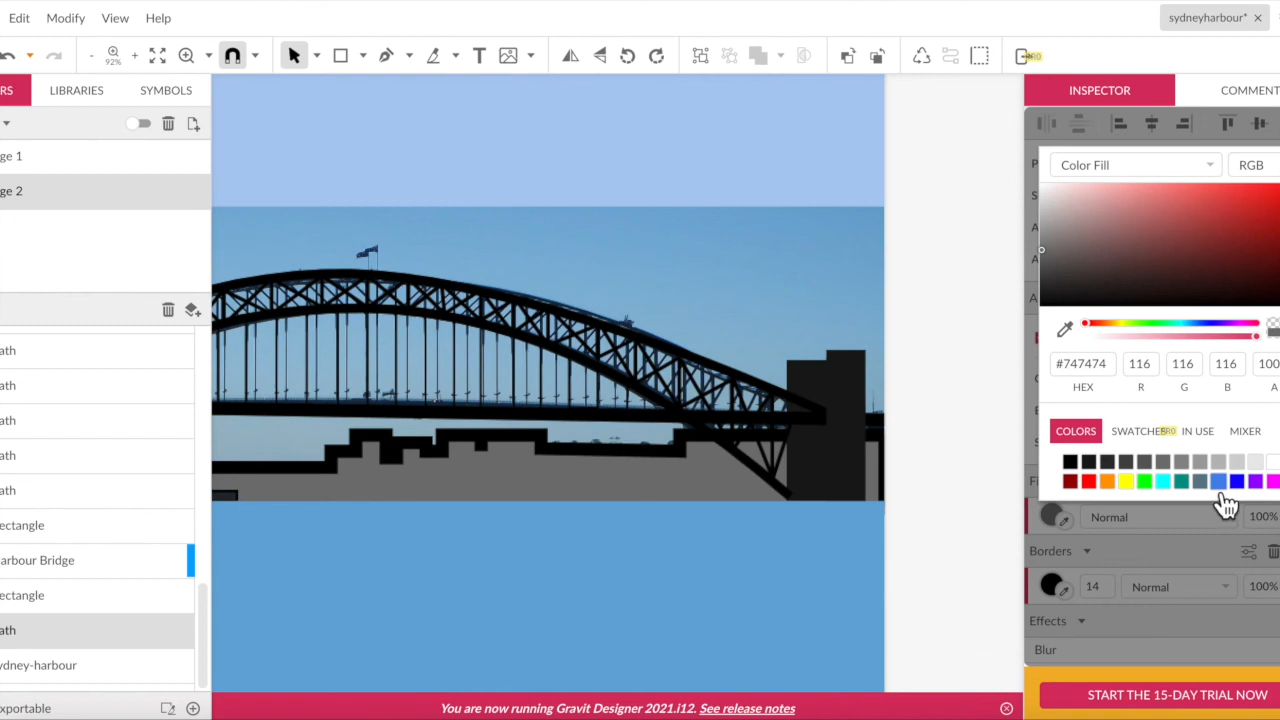 Edit Modify View Help
sydneyharbour* ×
- 92% +
T
RS LIBRARIES SYMBOLS
INSPECTOR COMMENT
ge 1
ge 2
Color Fill RGB
#747474 116 116 116 100
HEX R G B A
COLORS SWATCHES PRO IN USE MIXER
ath
ath
ath
ath
ath
ectangle
arbour Bridge
ectangle
ath
ydney-harbour
xportable
Fi
Normal 100%
Borders
14 Normal 100%
Effects
Blur
START THE 15-DAY TRIAL NOW
You are now running Gravit Designer 2021.i12. See release notes